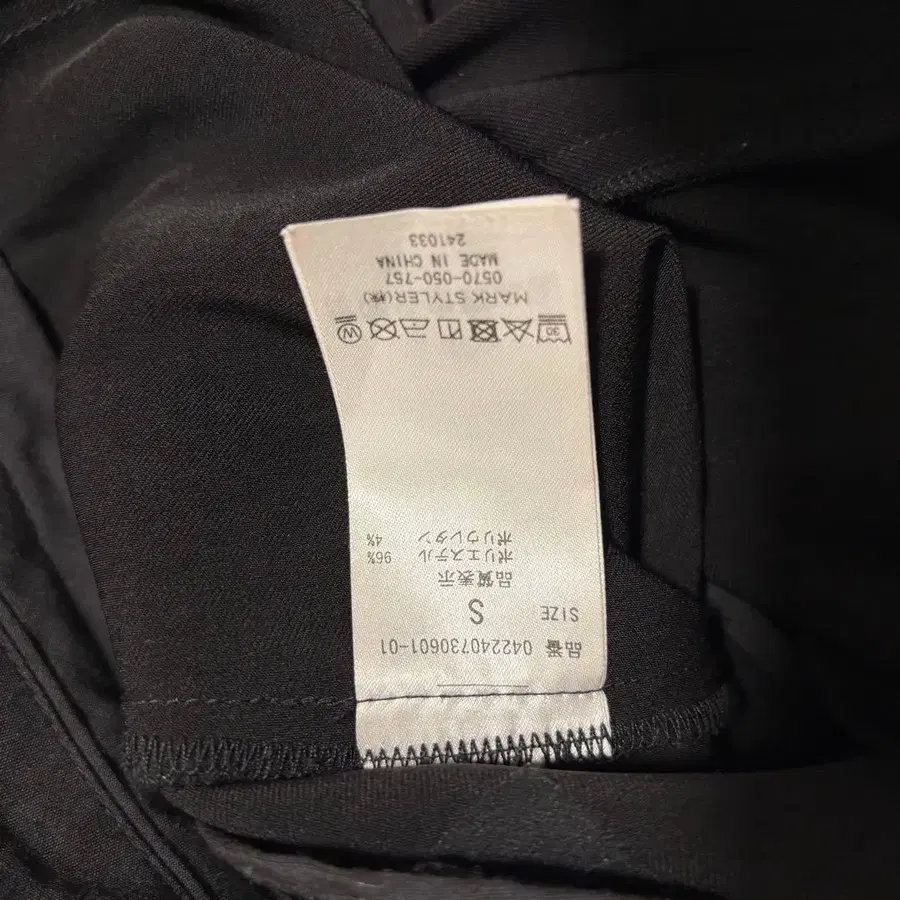 品番 042240730601-01
SIZE S
品質表示
ポリエステル 96%
ポリウレタン 4%
30
W
MARK STYLER(株)
0570-050-757
MADE IN CHINA
241033